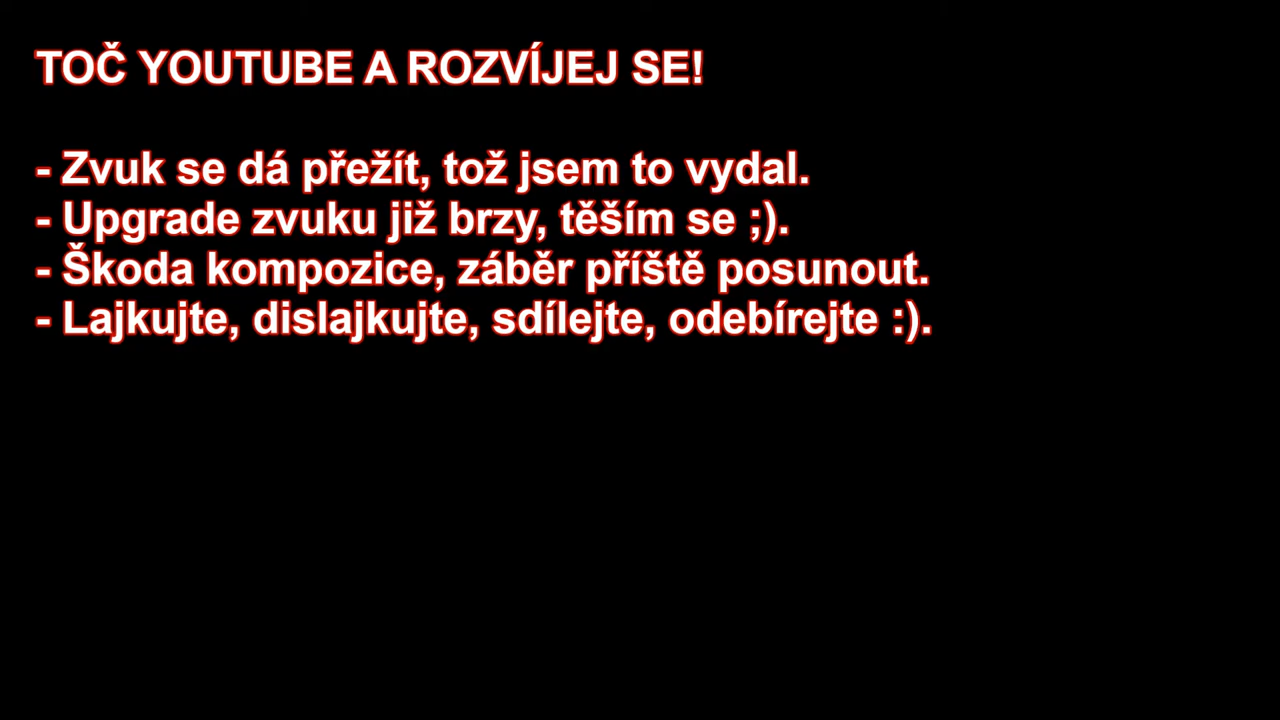 TOČ YOUTUBE A ROZVÍJEJ SE!
- Zvuk se dá přežít, tož jsem to vydal.
- Upgrade zvuku již brzy, těším se ;).
- Škoda kompozice, záběr příště posunout.
- Lajkujte, dislajkujte, sdílejte, odebírejte :).